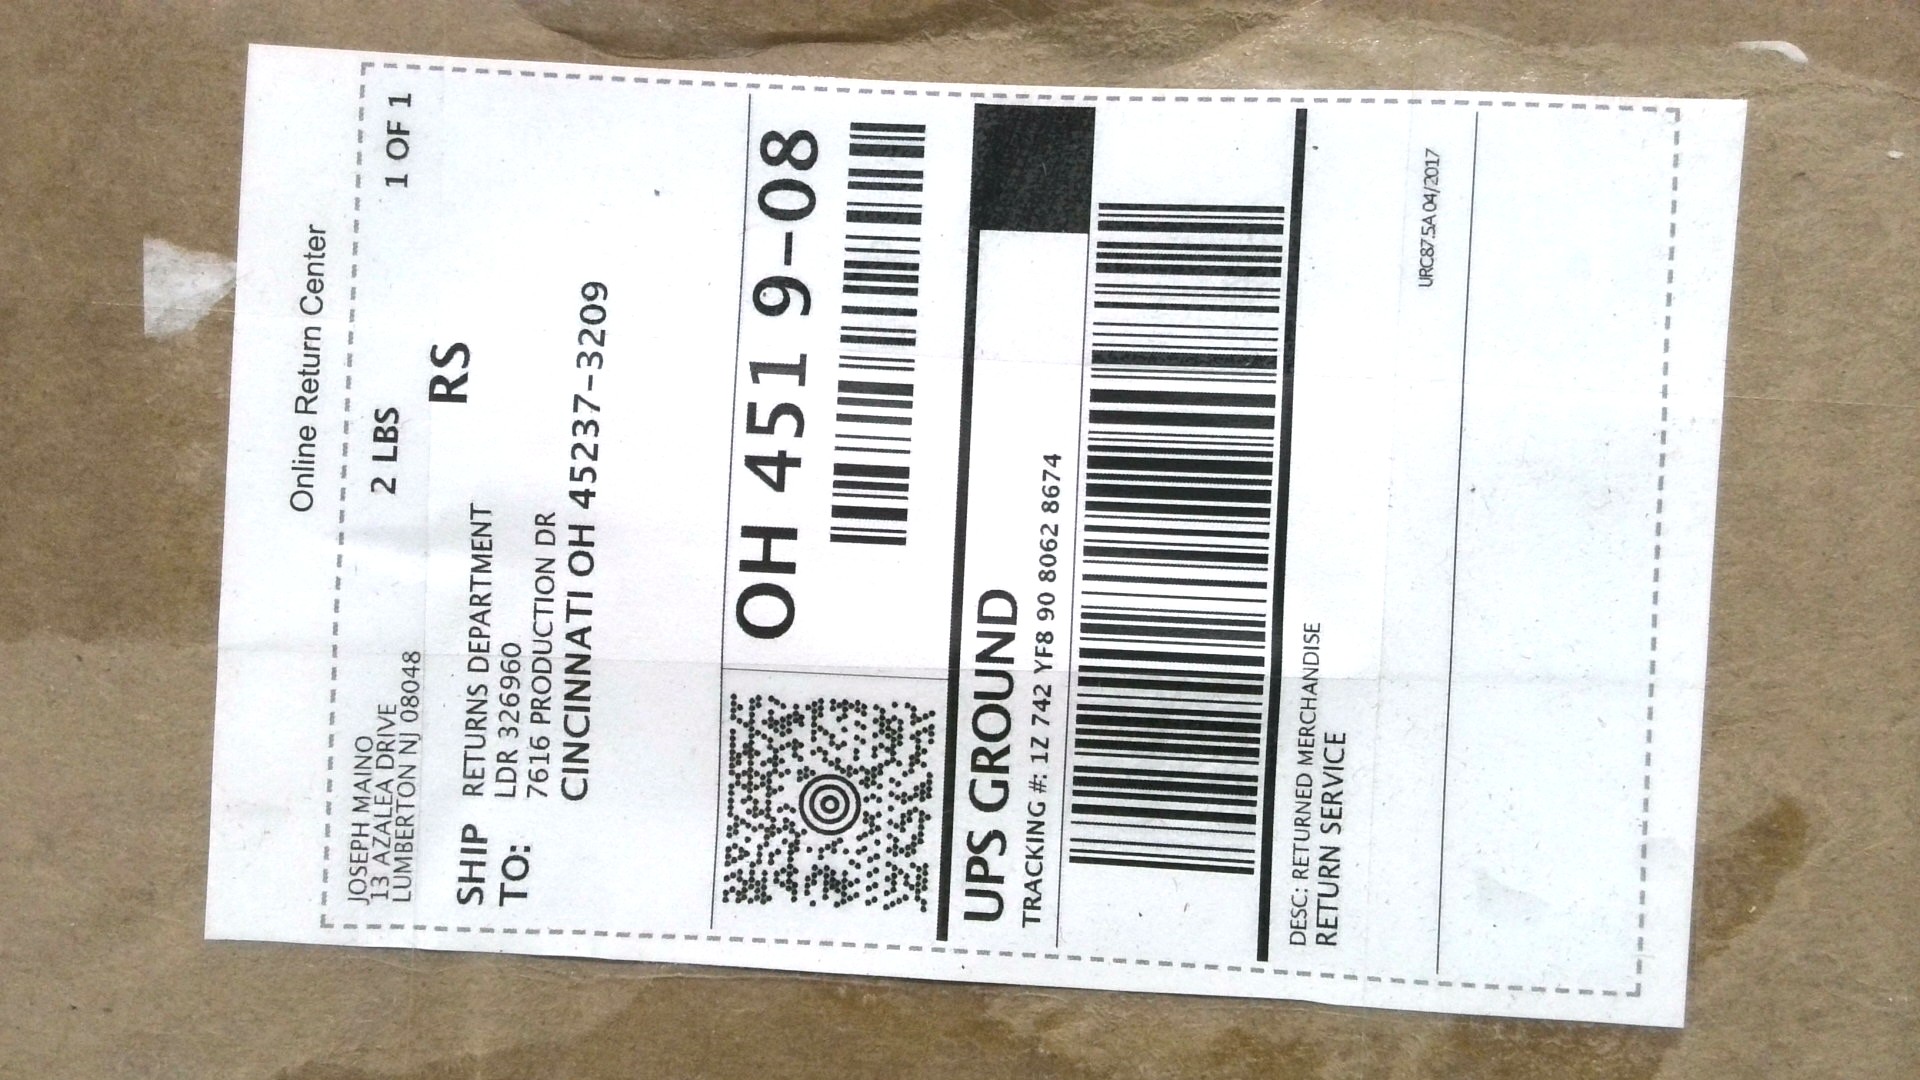 Online Return Center
JOSEPH MAINO
13 AZALEA DRIVE
LUMBERTON NJ 08048
2 LBS
1 OF 1
RS
SHIP TO:
RETURNS DEPARTMENT
LDR 326960
7616 PRODUCTION DR
CINCINNATI OH 45237-3209
OH 451 9-08
UPS GROUND
TRACKING #: 1Z 742 YF8 90 8062 8674
DESC: RETURNED MERCHANDISE
RETURN SERVICE
URC87.5A 04/2017